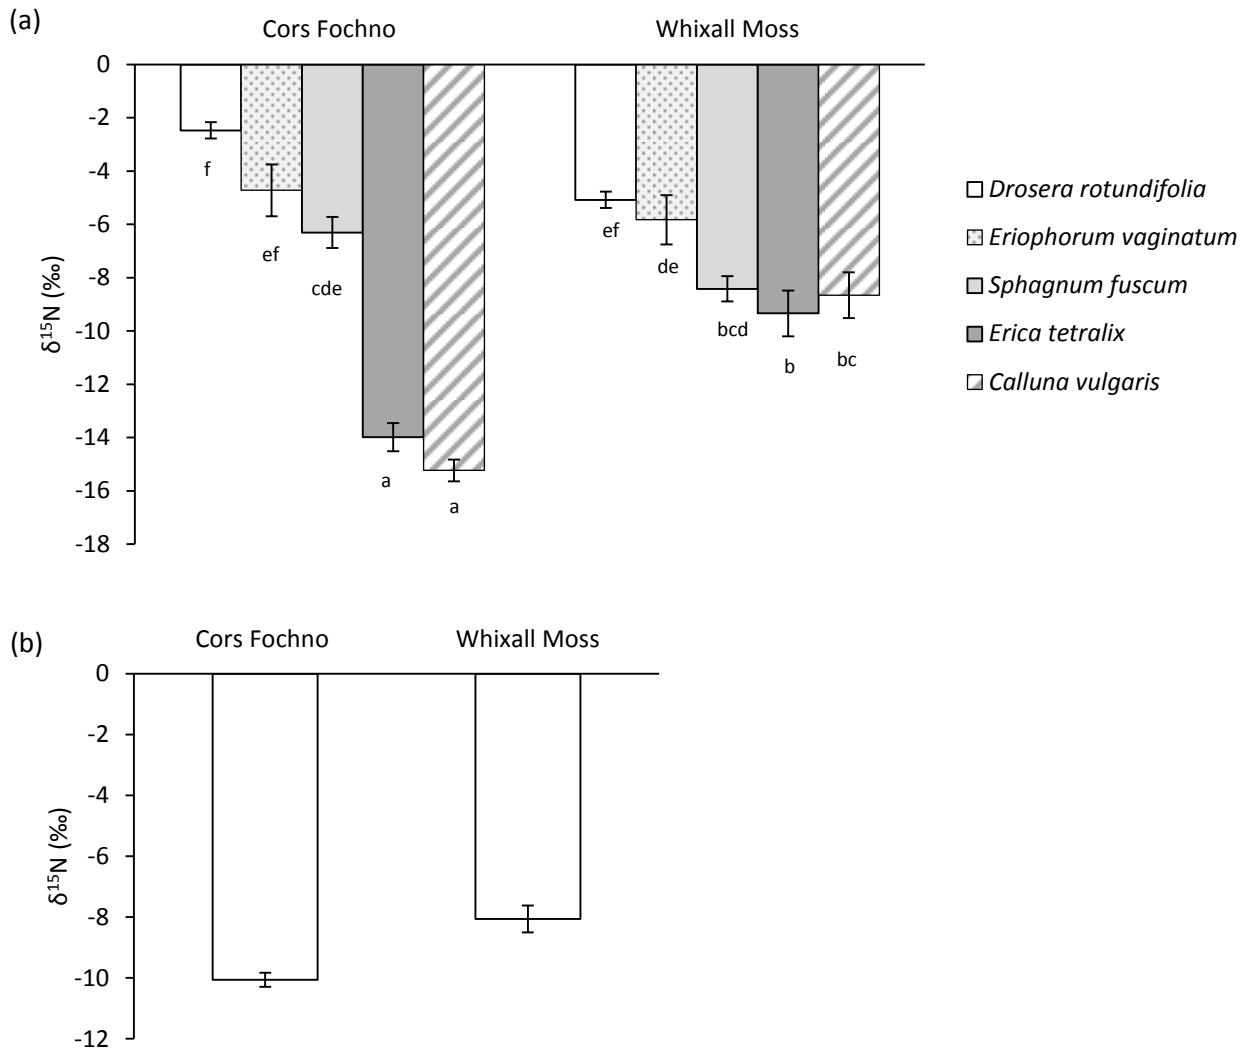 (a)
Cors Fochno
Whixall Moss
0
-2
-4
-6
-8
-10
-12
-14
-16
-18
δ¹⁵N (‰)
f
ef
cde
a
a
ef
de
bcd
b
bc
Drosera rotundifolia
Eriophorum vaginatum
Sphagnum fuscum
Erica tetralix
Calluna vulgaris
(b)
Cors Fochno
Whixall Moss
0
-2
-4
-6
-8
-10
-12
δ¹⁵N (‰)